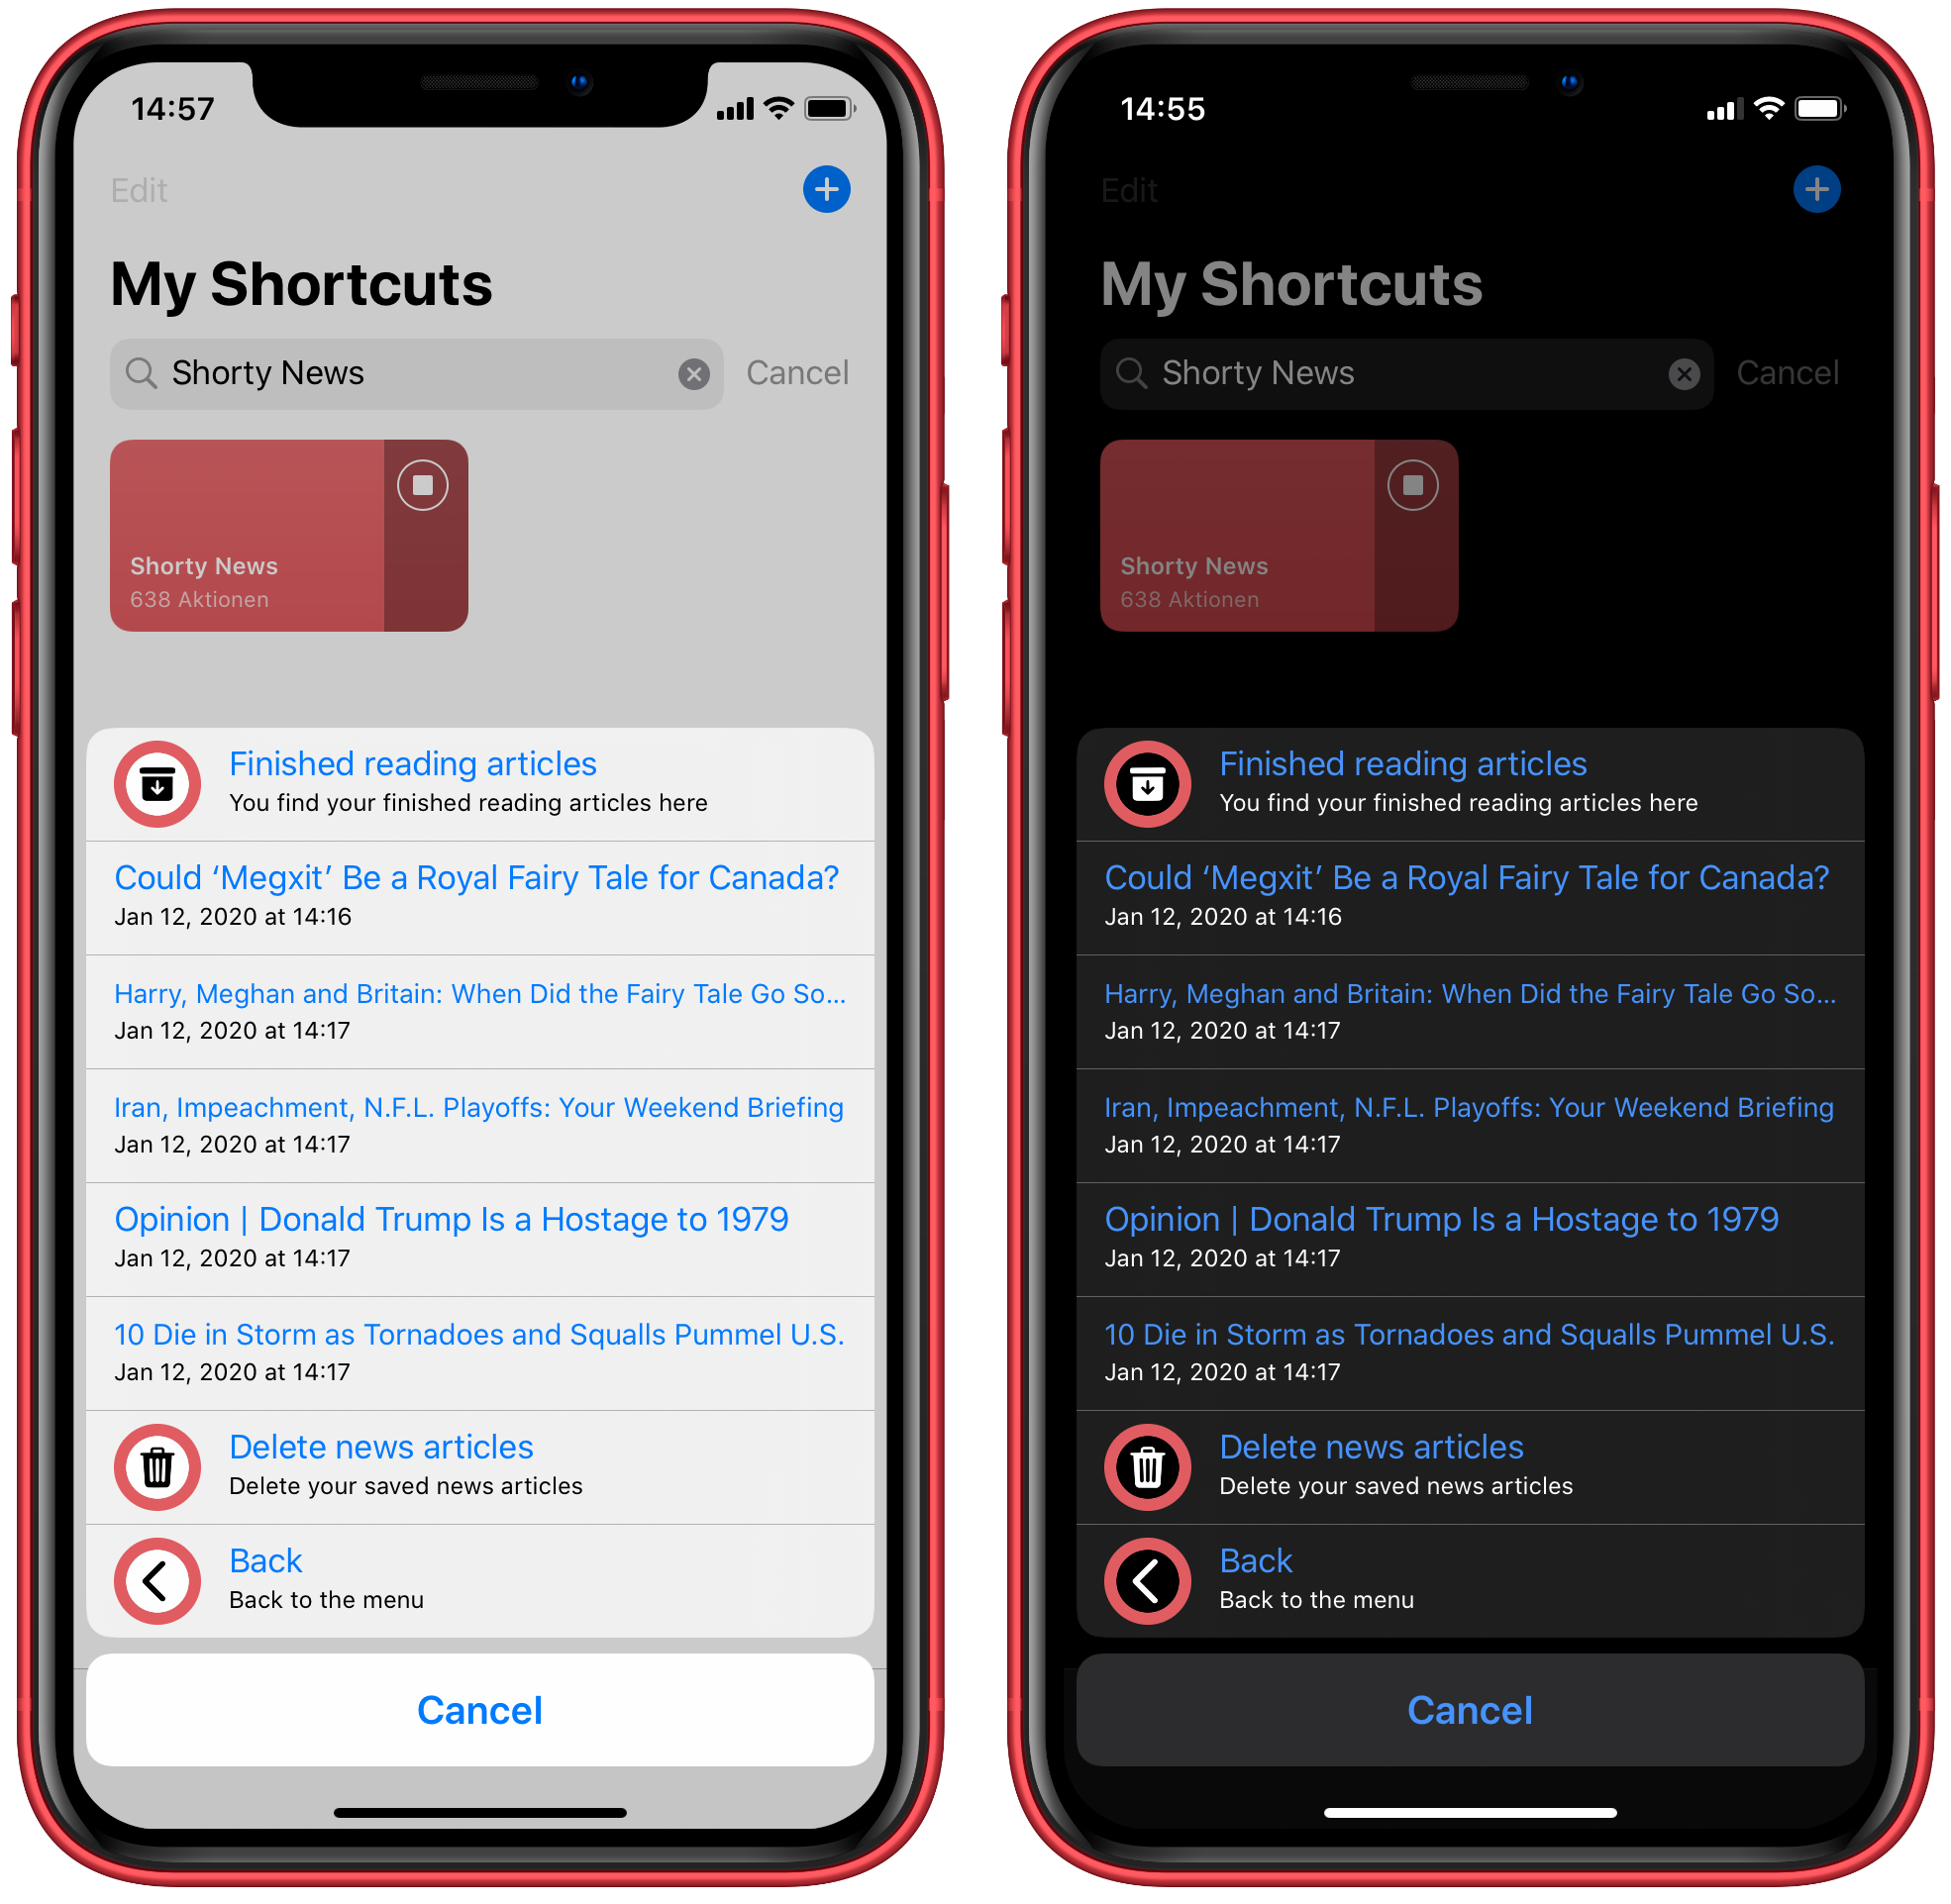 14:57
Edit
My Shortcuts
Shorty News
Cancel
Shorty News
638 Aktionen
Finished reading articles
You find your finished reading articles here
Could ‘Megxit’ Be a Royal Fairy Tale for Canada?
Jan 12, 2020 at 14:16
Harry, Meghan and Britain: When Did the Fairy Tale Go So...
Jan 12, 2020 at 14:17
Iran, Impeachment, N.F.L. Playoffs: Your Weekend Briefing
Jan 12, 2020 at 14:17
Opinion | Donald Trump Is a Hostage to 1979
Jan 12, 2020 at 14:17
10 Die in Storm as Tornadoes and Squalls Pummel U.S.
Jan 12, 2020 at 14:17
Delete news articles
Delete your saved news articles
Back
Back to the menu
Cancel
14:55
Edit
My Shortcuts
Shorty News
Cancel
Shorty News
638 Aktionen
Finished reading articles
You find your finished reading articles here
Could ‘Megxit’ Be a Royal Fairy Tale for Canada?
Jan 12, 2020 at 14:16
Harry, Meghan and Britain: When Did the Fairy Tale Go So...
Jan 12, 2020 at 14:17
Iran, Impeachment, N.F.L. Playoffs: Your Weekend Briefing
Jan 12, 2020 at 14:17
Opinion | Donald Trump Is a Hostage to 1979
Jan 12, 2020 at 14:17
10 Die in Storm as Tornadoes and Squalls Pummel U.S.
Jan 12, 2020 at 14:17
Delete news articles
Delete your saved news articles
Back
Back to the menu
Cancel